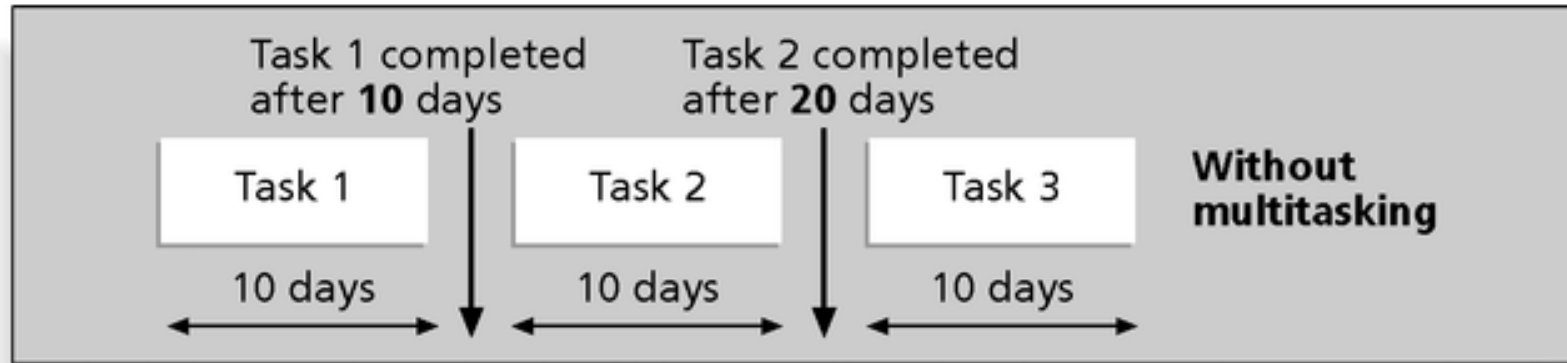 Task 1 completed
after 10 days
Task 2 completed
after 20 days
Task 1
Task 2
Task 3
Without
multitasking
10 days
10 days
10 days